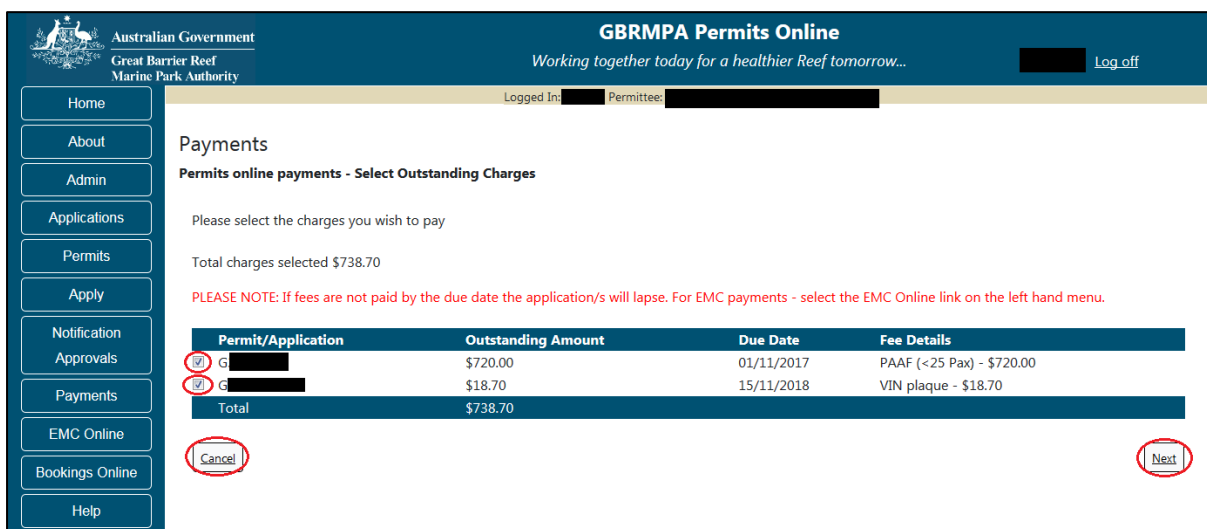 Australian Government
Great Barrier Reef
Marine Park Authority
GBRMPA Permits Online
Working together today for a healthier Reef tomorrow...
Log off
Logged In: Permittee:
Home
About
Admin
Applications
Permits
Apply
Notification
Approvals
Payments
EMC Online
Bookings Online
Help
Payments
Permits online payments - Select Outstanding Charges
Please select the charges you wish to pay
Total charges selected $738.70
PLEASE NOTE: If fees are not paid by the due date the application/s will lapse. For EMC payments - select the EMC Online link on the left hand menu.
Permit/Application Outstanding Amount Due Date Fee Details
G $720.00 01/11/2017 PAAF (<25 Pax) - $720.00
G $18.70 15/11/2018 VIN plaque - $18.70
Total $738.70
Cancel Next